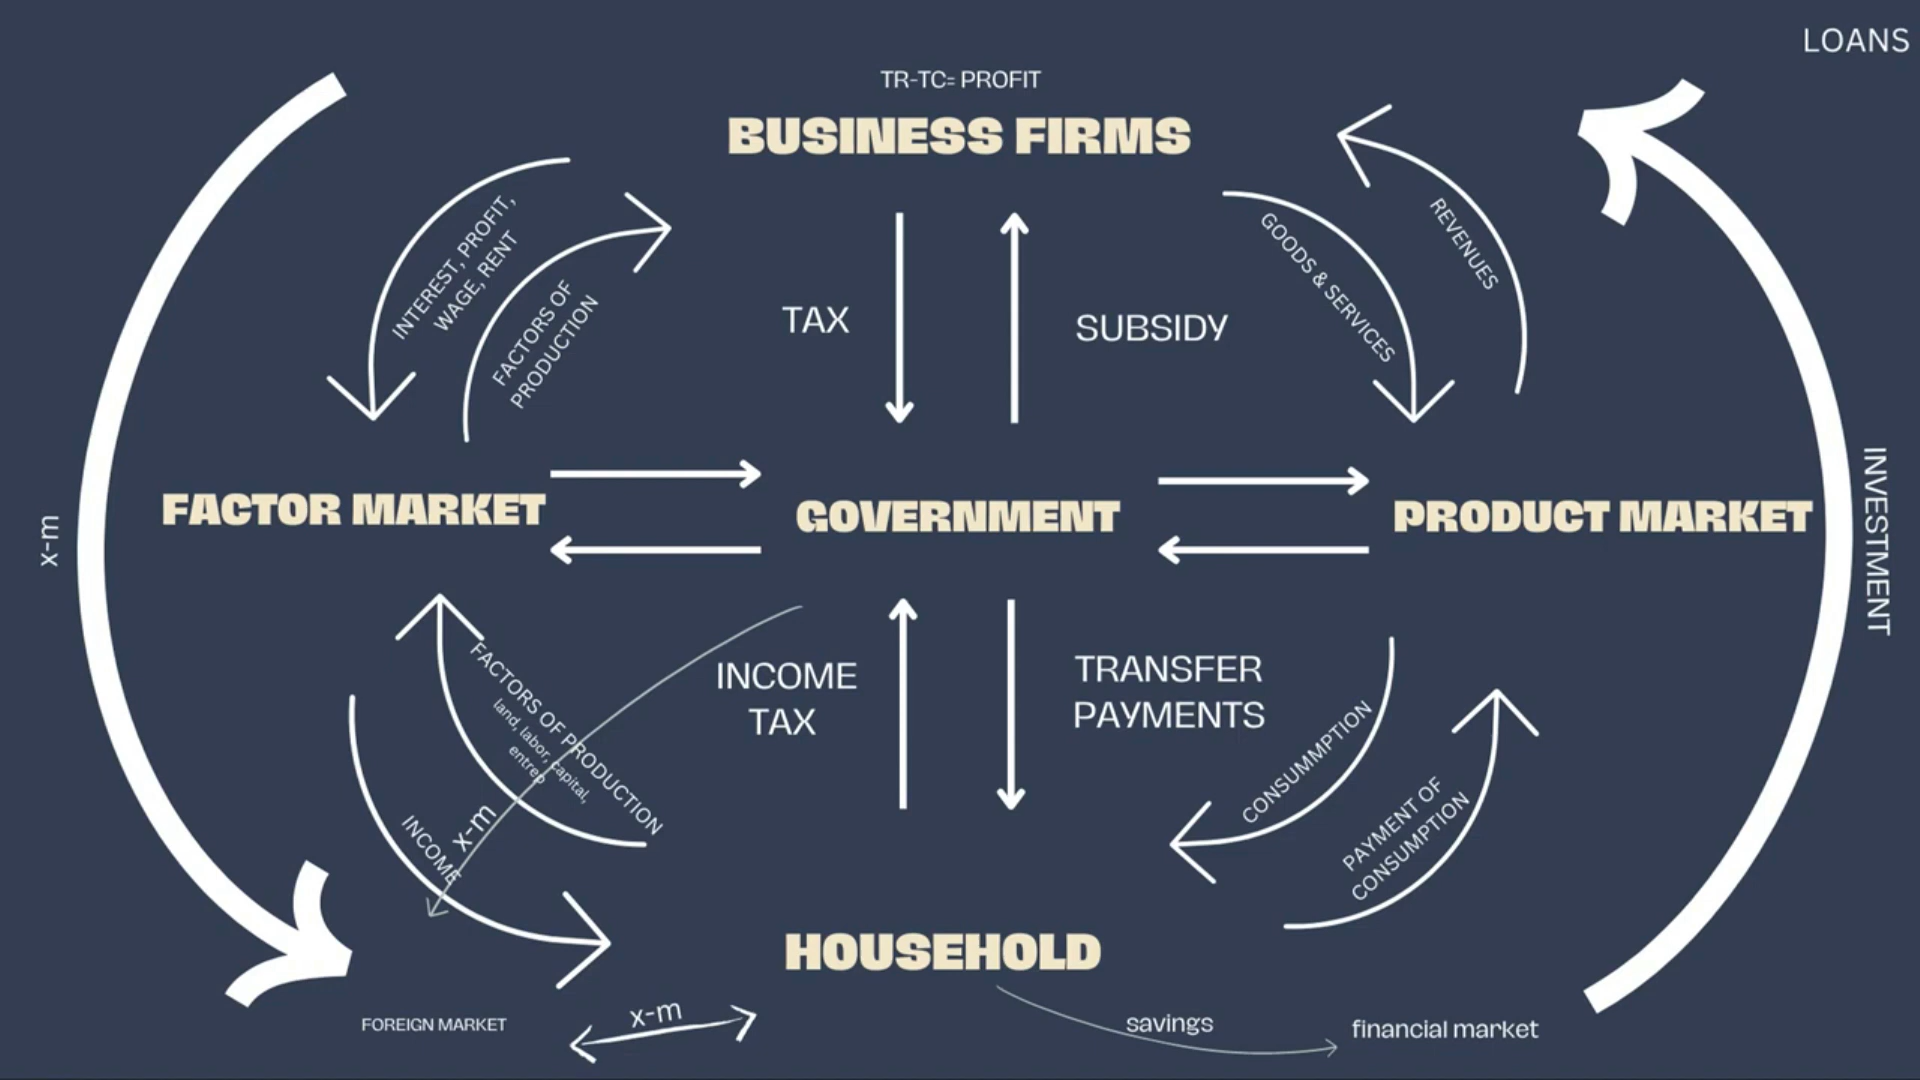 LOANS
TR-TC= PROFIT
BUSINESS FIRMS
INTEREST, PROFIT,
WAGE, RENT
FACTORS OF
PRODUCTION
TAX
SUBSIDY
GOODS & SERVICES
REVENUES
x-m
FACTOR MARKET
GOVERNMENT
PRODUCT MARKET
INVESTMENT
FACTORS OF PRODUCTION
land, labor, capital,
entrep
INCOME
x-m
INCOME
TAX
TRANSFER
PAYMENTS
CONSUMMPTION
PAYMENT OF
CONSUMPTION
HOUSEHOLD
FOREIGN MARKET
x-m
savings
financial market